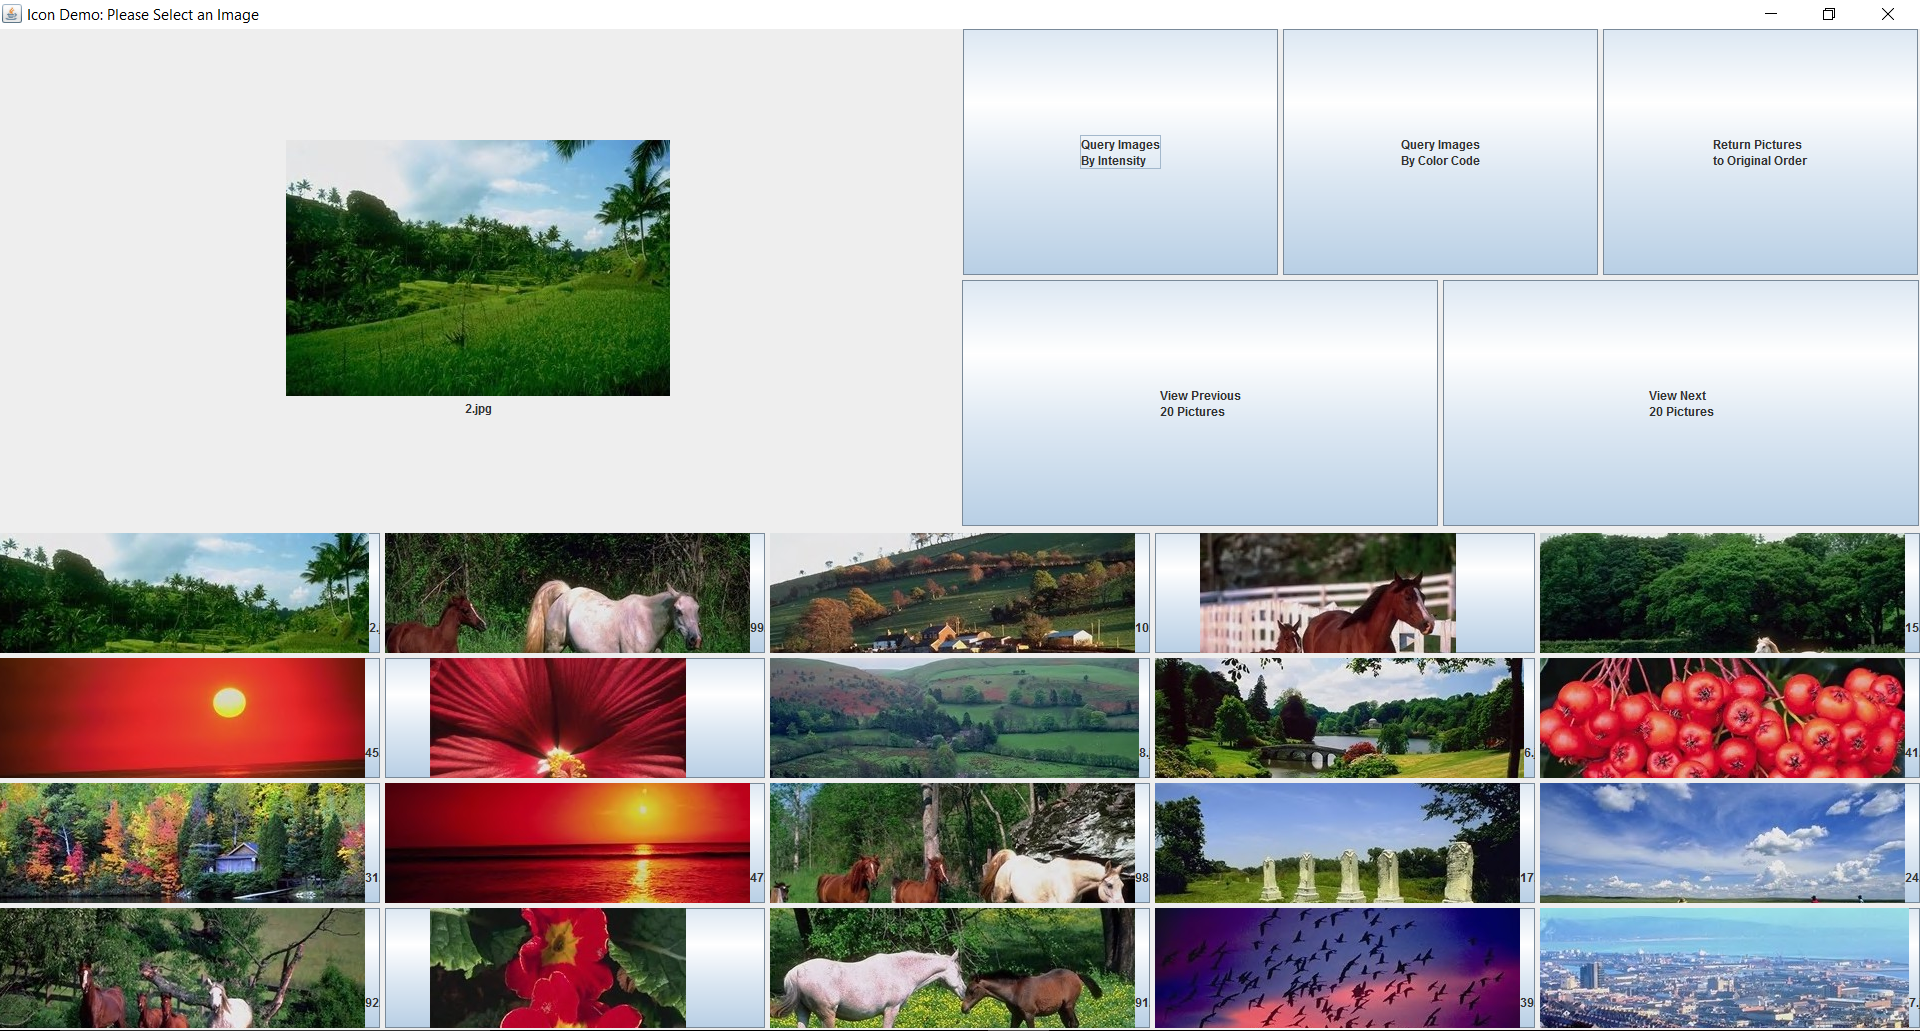 Icon Demo: Please Select an Image
Query Images
By Intensity
Query Images
By Color Code
Return Pictures
to Original Order
2.jpg
View Previous
20 Pictures
View Next
20 Pictures
2.
99
10
15
45
8.
6.
41
31
47
98
17
24
92
91
39
7.